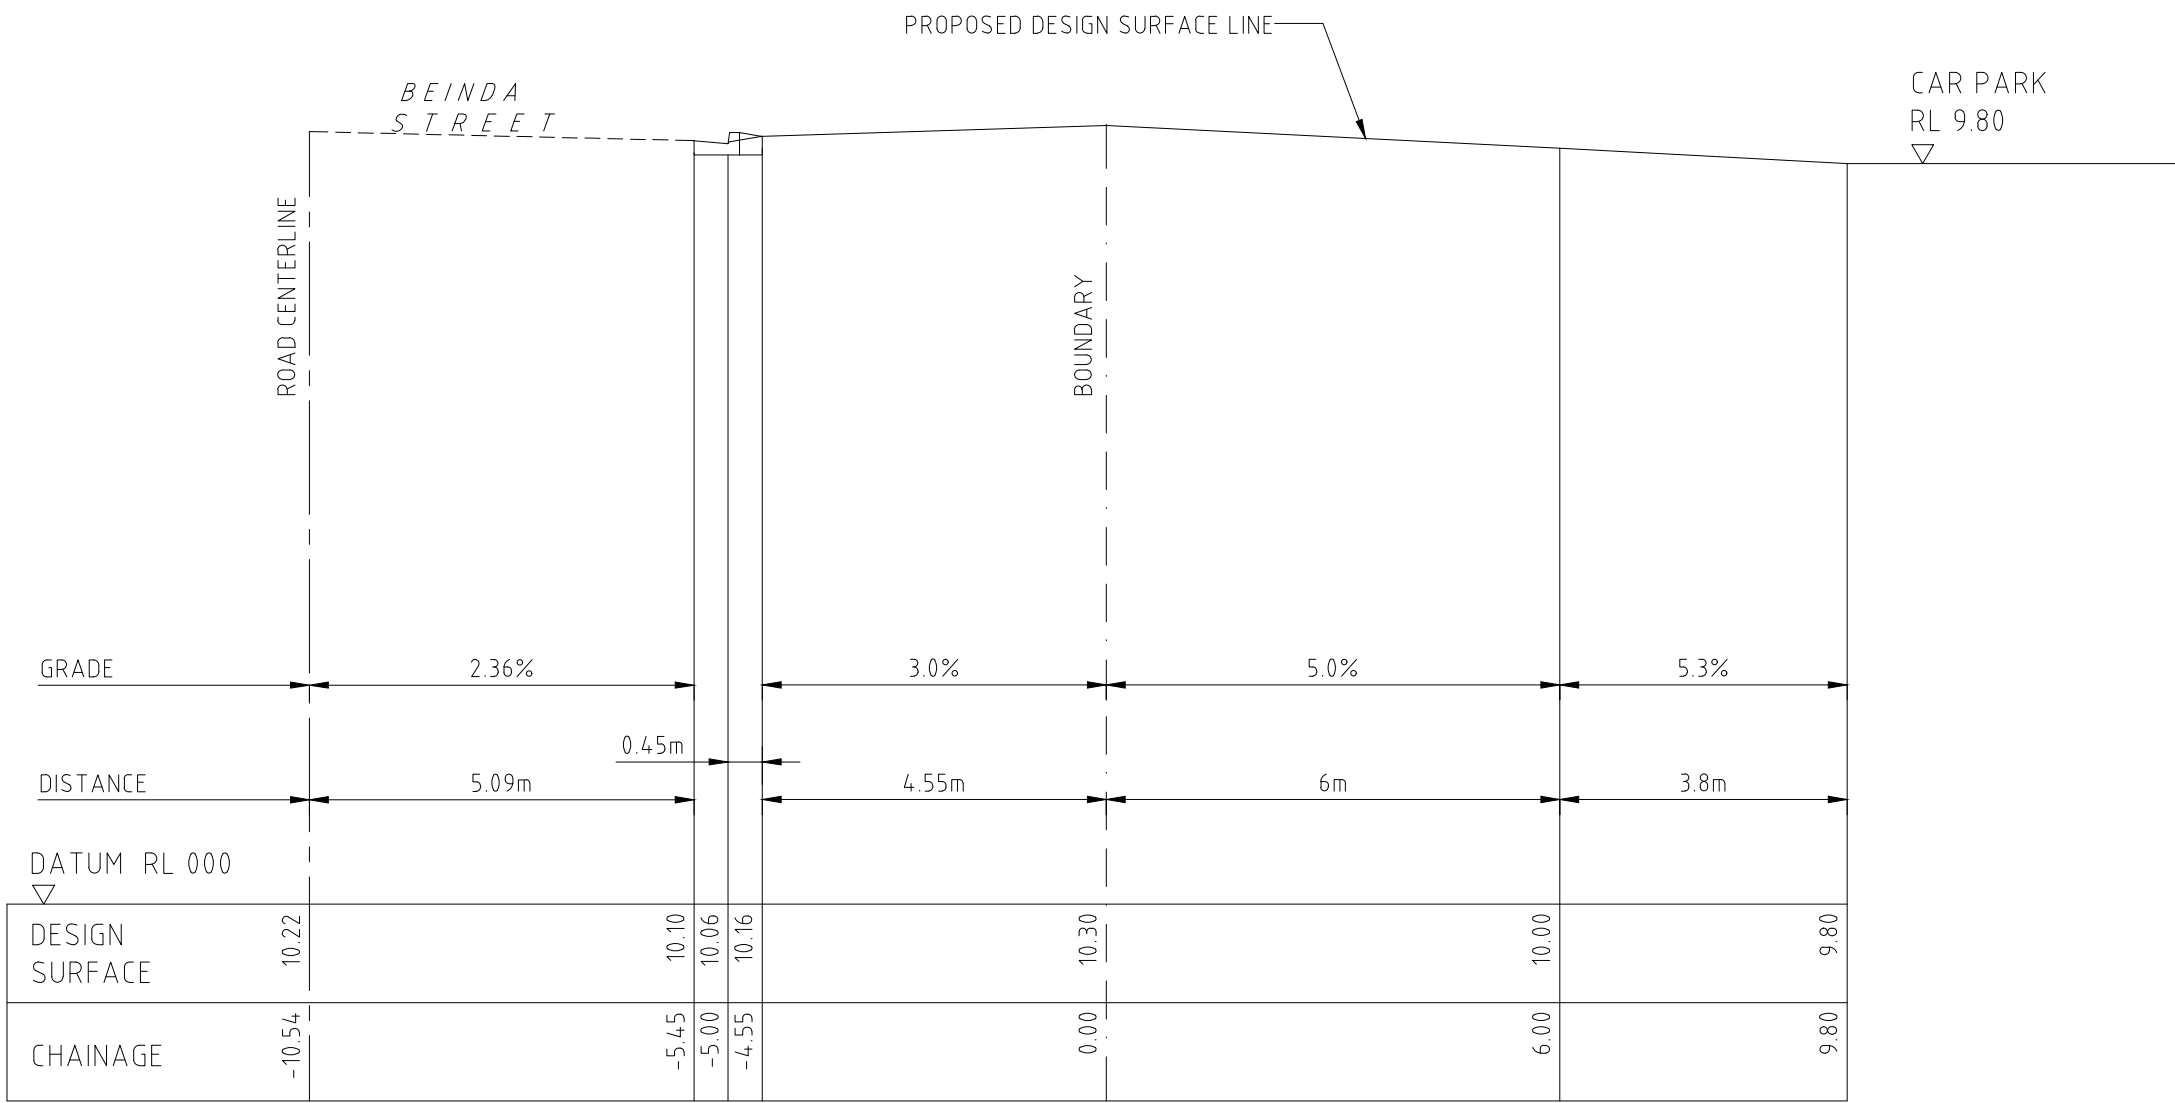 PROPOSED DESIGN SURFACE LINE
BEINDA
STREET
CAR PARK
RL 9.80
ROAD CENTERLINE
BOUNDARY
GRADE
2.36%
3.0%
5.0%
5.3%
0.45m
DISTANCE
5.09m
4.55m
6m
3.8m
DATUM RL 000
DESIGN
SURFACE
10.22
10.10
10.06
10.16
10.30
10.00
9.80
CHAINAGE
-10.54
-5.45
-5.00
-4.55
0.00
6.00
9.80